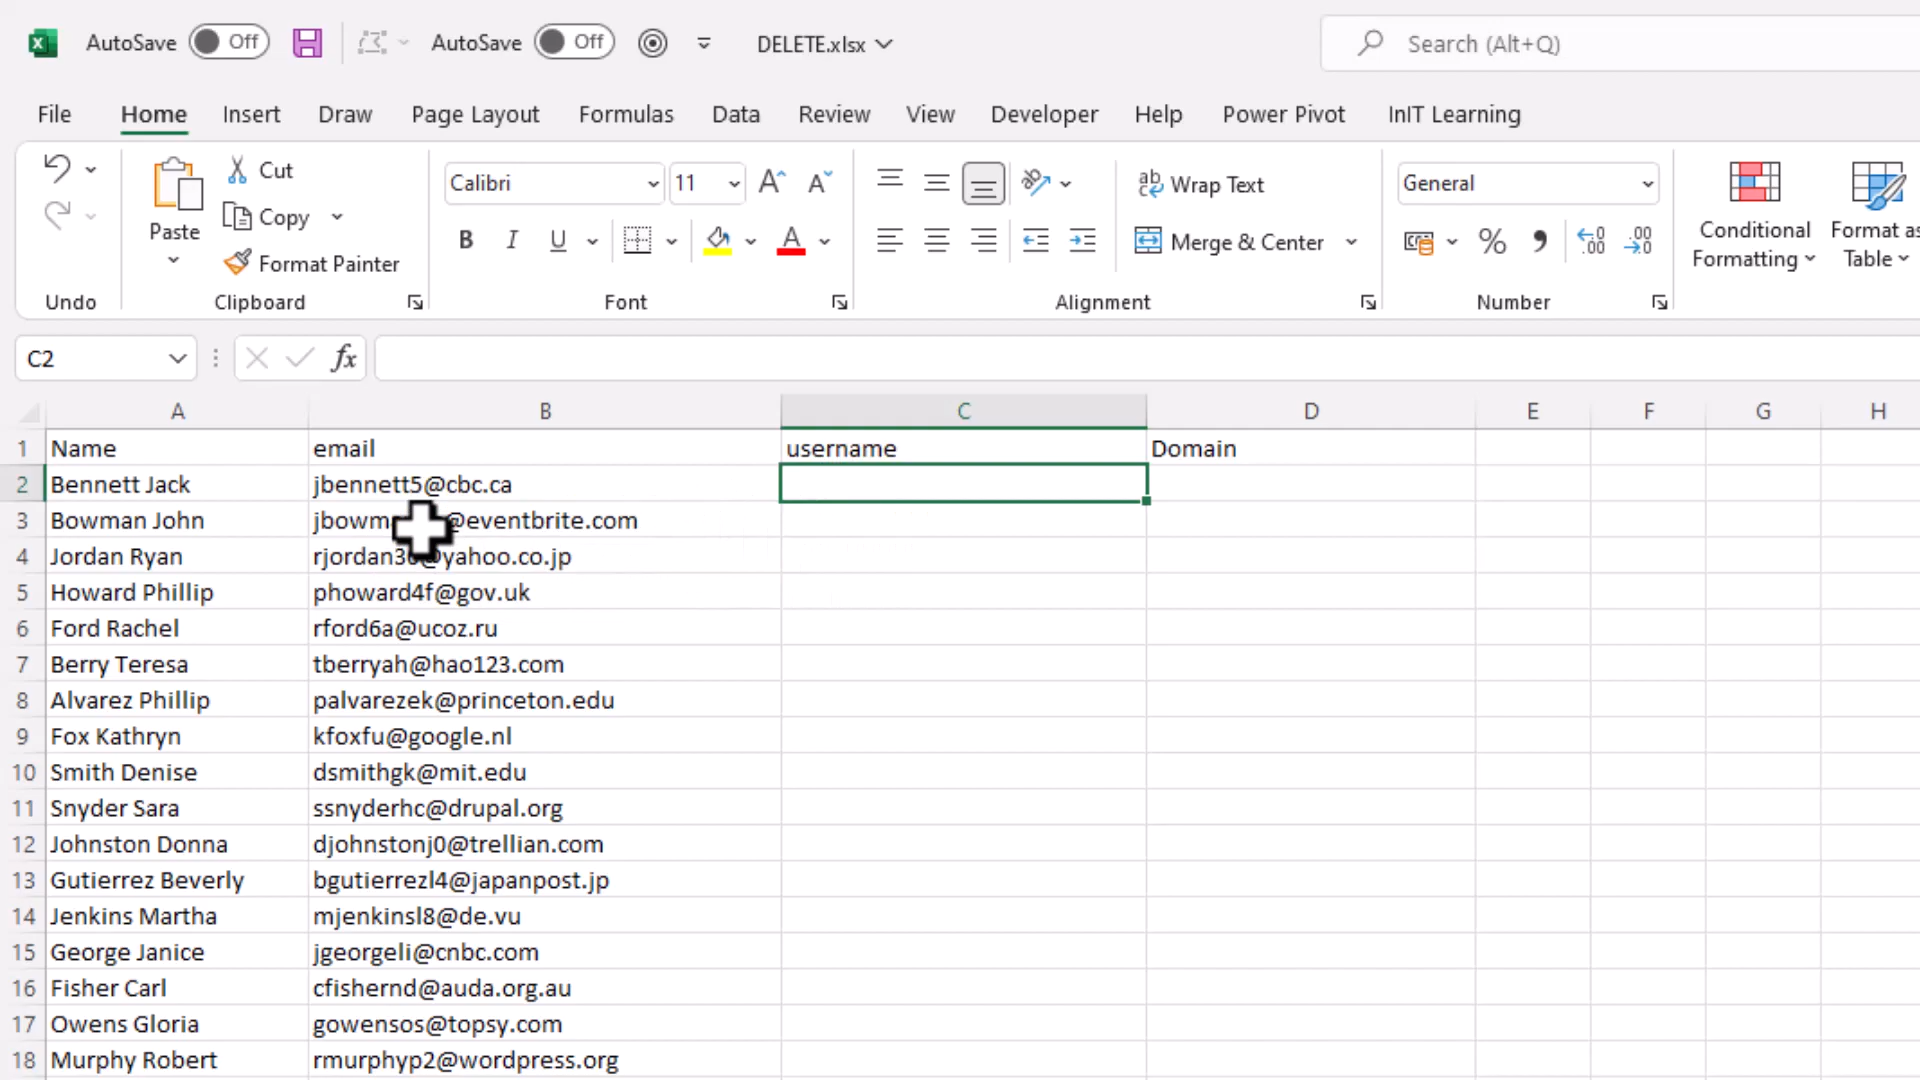 AutoSave Off AutoSave Off DELETE.xlsx Search (Alt+Q)
File Home Insert Draw Page Layout Formulas Data Review View Developer Help Power Pivot InIT Learning
Cut Calibri 11 A A ab Wrap Text General
Paste Copy B I U A Merge & Center % Conditional Formatting Format as Table
Format Painter
Undo Clipboard Font Alignment Number
C2 fx
A B C D E F G H
1 Name email username Domain
2 Bennett Jack jbennett5@cbc.ca
3 Bowman John @eventbrite.com
4 Jordan Ryan @yahoo.co.jp
5 Howard Phillip phoward4f@gov.uk
6 Ford Rachel rford6a@ucoz.ru
7 Berry Teresa tberryah@hao123.com
8 Alvarez Phillip palvarezek@princeton.edu
9 Fox Kathryn kfoxfu@google.nl
10 Smith Denise dsmithgk@mit.edu
11 Snyder Sara ssnyderhc@drupal.org
12 Johnston Donna djohnstonj0@trellian.com
13 Gutierrez Beverly bgutierrezl4@japanpost.jp
14 Jenkins Martha mjenkinsl8@de.vu
15 George Janice jgeorgeli@cnbc.com
16 Fisher Carl cfishernd@auda.org.au
17 Owens Gloria gowensos@topsy.com
18 Murphy Robert rmurphyp2@wordpress.org